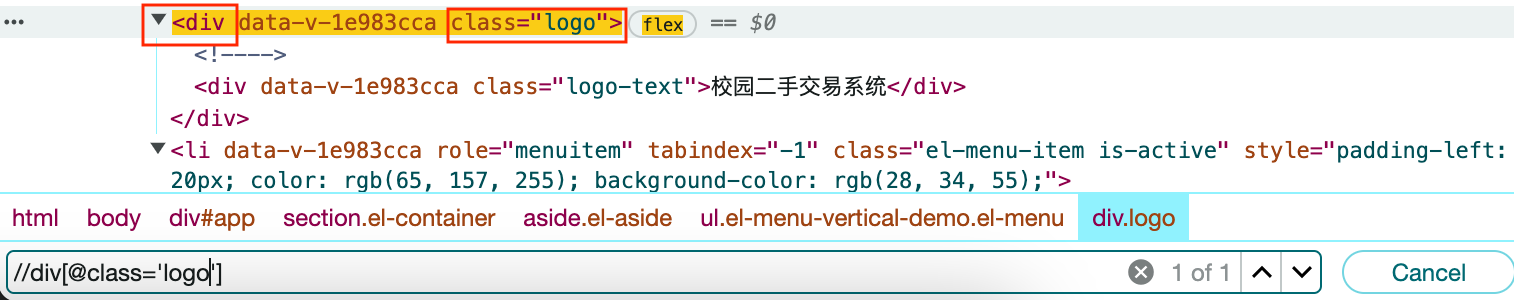 ••• ▼<div data-v-1e983cca class="logo"> flex == $0
<!---->
<div data-v-1e983cca class="logo-text">校园二手交易系统</div>
</div>
▼<li data-v-1e983cca role="menuitem" tabindex="-1" class="el-menu-item is-active" style="padding-left:
20px; color: rgb(65, 157, 255); background-color: rgb(28, 34, 55);">
html body div#app section.el-container aside.el-aside ul.el-menu-vertical-demo.el-menu div.logo
//div[@class='logo'] 1 of 1 Cancel